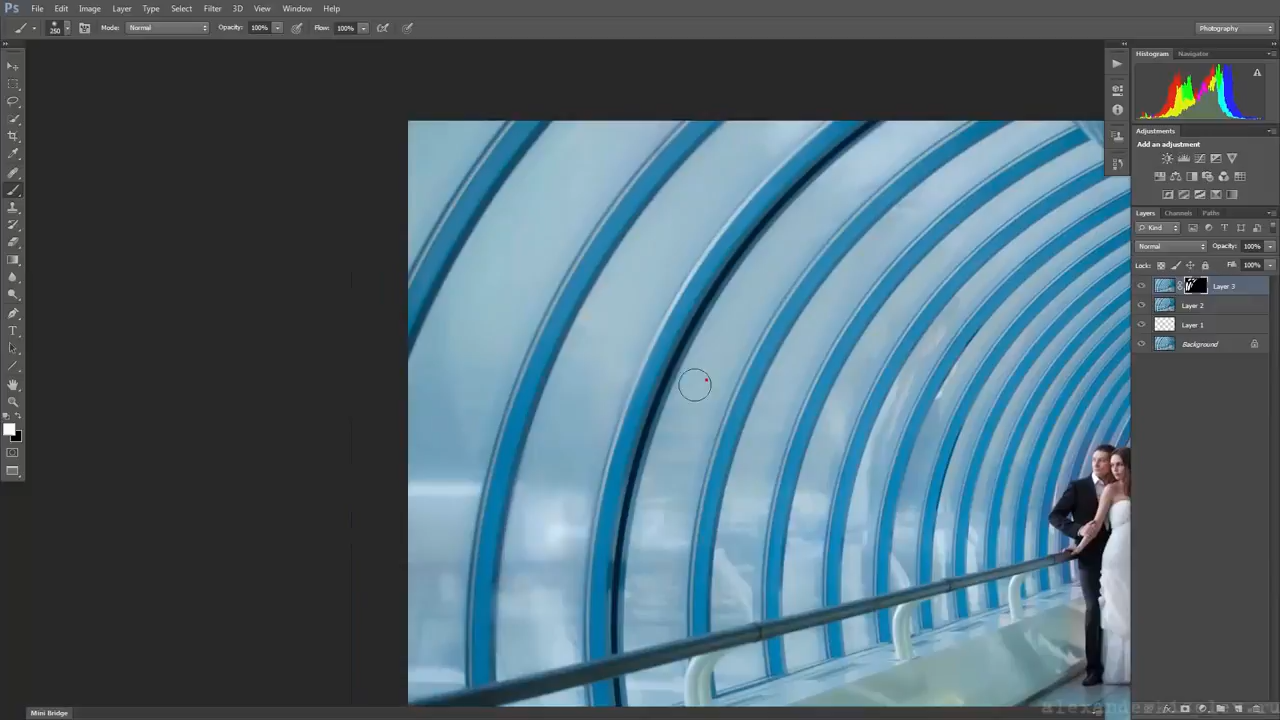 Ps File Edit Image Layer Type Select Filter 3D View Window Help
250 Mode: Normal Opacity: 100% Flow: 100% Photography
Histogram Navigator
Adjustments
Add an adjustment
Layers Channels Paths
Kind
Normal Opacity: 100%
Lock: Fill: 100%
Layer 3
Layer 2
Layer 1
Background
Mini Bridge